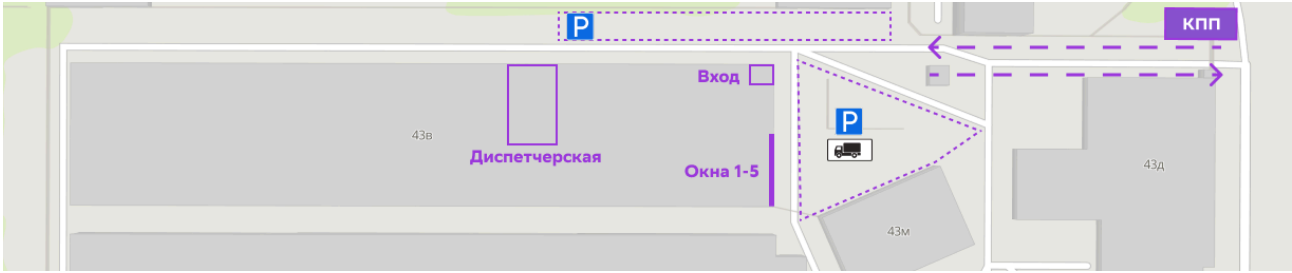 P
КПП
Вход
43в
Диспетчерская
Окна 1-5
P
43д
43м